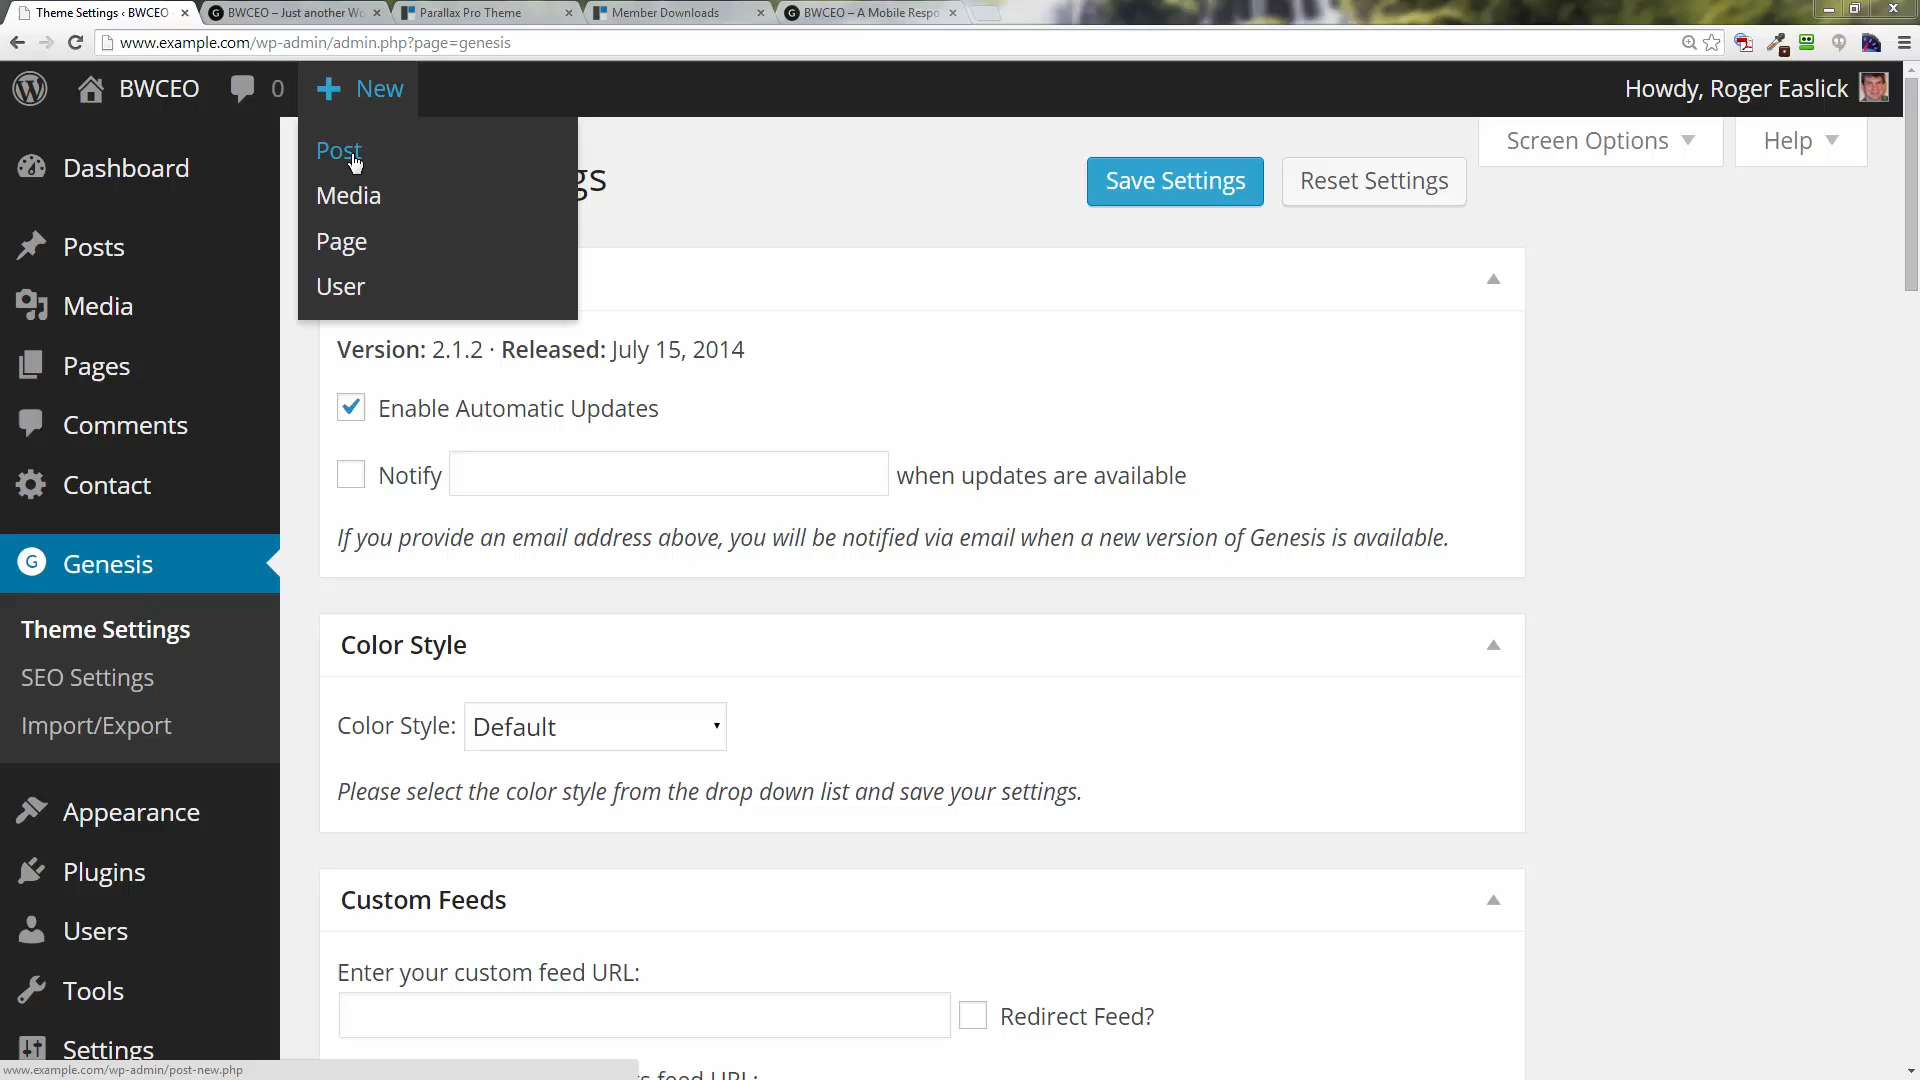 Theme Settings ‹ BWCEO
BWCEO – Just another Wo
Parallax Pro Theme
Member Downloads
BWCEO – A Mobile Respo
www.example.com/wp-admin/admin.php?page=genesis
BWCEO
0
+ New
Howdy, Roger Easlick
Post
Media
Page
User
gs
Save Settings
Reset Settings
Screen Options
Help
Dashboard
Posts
Media
Pages
Comments
Contact
Genesis
Theme Settings
SEO Settings
Import/Export
Appearance
Plugins
Users
Tools
Settings
Version: 2.1.2 · Released: July 15, 2014
Enable Automatic Updates
Notify when updates are available
If you provide an email address above, you will be notified via email when a new version of Genesis is available.
Color Style
Color Style: Default
Please select the color style from the drop down list and save your settings.
Custom Feeds
Enter your custom feed URL:
Redirect Feed?
feed URL:
www.example.com/wp-admin/post-new.php